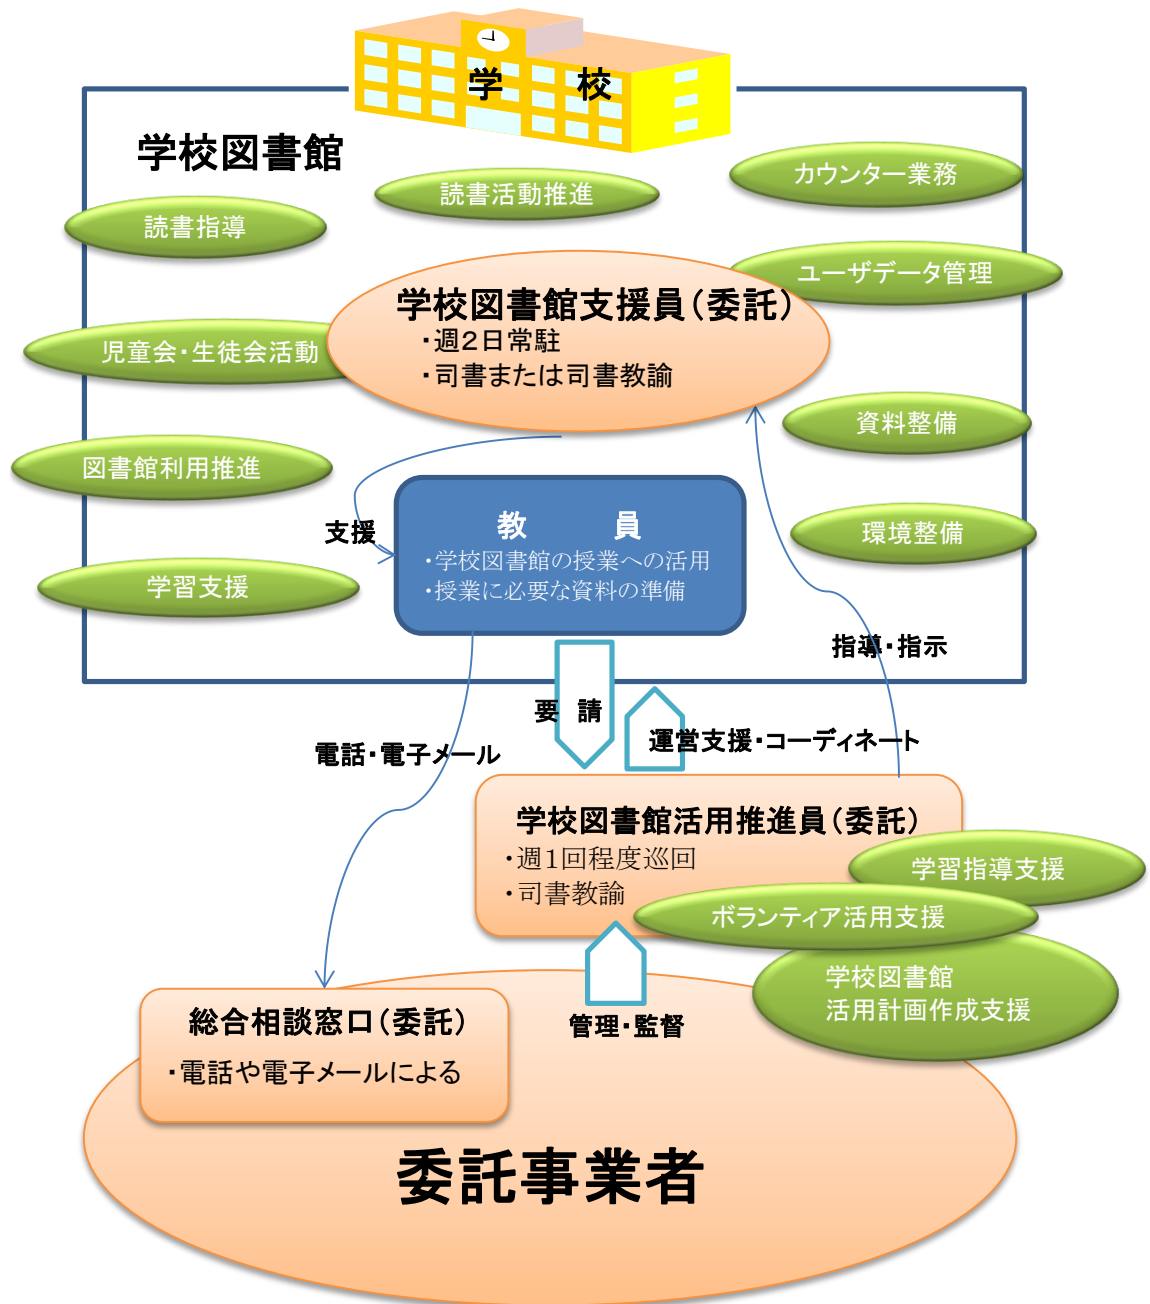 学　校
学校図書館
読書活動推進
カウンター業務
読書指導
ユーザデータ管理
学校図書館支援員（委託）
・週２日常駐
・司書または司書教諭
児童会・生徒会活動
資料整備
図書館利用推進
環境整備
支援
教　員
・学校図書館の授業への活用
・授業に必要な資料の準備
学習支援
指導・指示
要　請
運営支援・コーディネート
電話・電子メール
学校図書館活用推進員（委託）
・週１回程度巡回
・司書教諭
学習指導支援
ボランティア活用支援
学校図書館
活用計画作成支援
総合相談窓口（委託）
・電話や電子メールによる
管理・監督
委託事業者